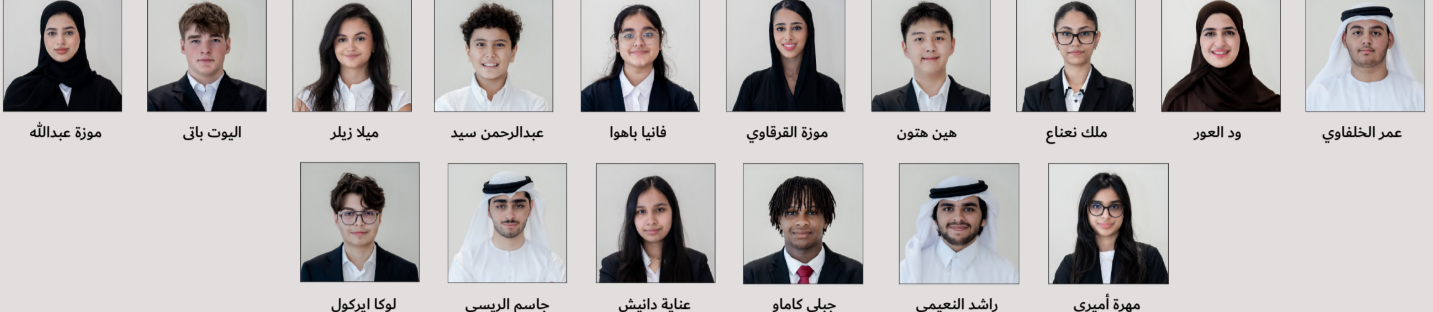 عمر الخلفاوي
ود العور
ملك نعناع
هين هتون
موزة القرقاوي
فانيا باهوا
عبدالرحمن سيد
ميلا زيلر
اليوت باتى
موزة عبدالله
مهرة أميري
راشد النعيمي
جبلي كاماو
عناية دانيش
جاسم الريسي
لوكا ايركول